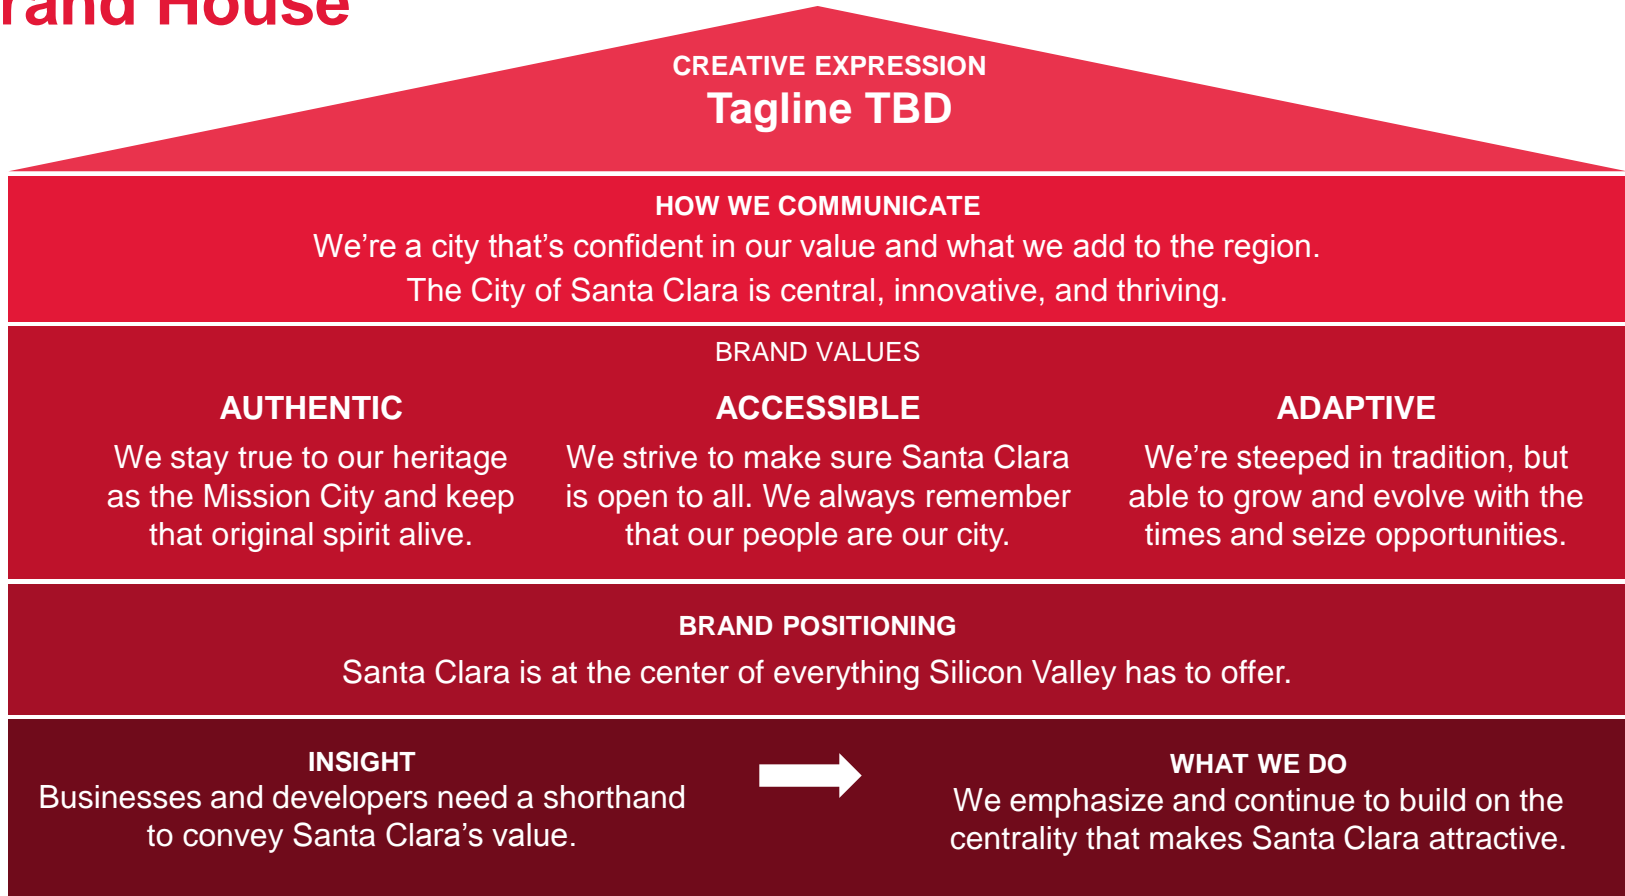 rand House
CREATIVE EXPRESSION
Tagline TBD
HOW WE COMMUNICATE
We’re a city that’s confident in our value and what we add to the region.
The City of Santa Clara is central, innovative, and thriving.
BRAND VALUES
AUTHENTIC
We stay true to our heritage
as the Mission City and keep
that original spirit alive.
ACCESSIBLE
We strive to make sure Santa Clara
is open to all. We always remember
that our people are our city.
ADAPTIVE
We’re steeped in tradition, but
able to grow and evolve with the
times and seize opportunities.
BRAND POSITIONING
Santa Clara is at the center of everything Silicon Valley has to offer.
INSIGHT
Businesses and developers need a shorthand
to convey Santa Clara’s value.
WHAT WE DO
We emphasize and continue to build on the
centrality that makes Santa Clara attractive.